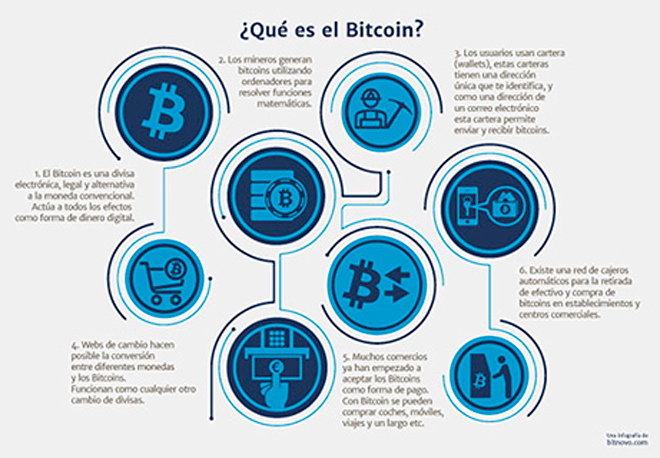 ¿Qué es el Bitcoin?
1. El Bitcoin es una divisa
electrónica, legal y alternativa
a la moneda convencional.
Actúa a todos los efectos
como forma de dinero digital.
2. Los mineros generan
bitcoins utilizando
ordenadores para
resolver funciones
matemáticas.
3. Los usuarios usan cartera
(wallets), estas carteras
tienen una dirección
única que te identifica, y
como una dirección de
un correo electrónico
esta cartera permite
enviar y recibir bitcoins.
4. Webs de cambio hacen
posible la conversión
entre diferentes monedas
y los Bitcoins.
Funcionan como cualquier otro
cambio de divisas.
5. Muchos comercios
ya han empezado a
aceptar los Bitcoins
como forma de pago.
Con Bitcoin se pueden
comprar coches, móviles,
viajes y un largo etc.
6. Existe una red de cajeros
automáticos para la retirada
de efectivo y compra de
bitcoins en establecimientos y
centros comerciales.
Una infografía de
bitnovo.com